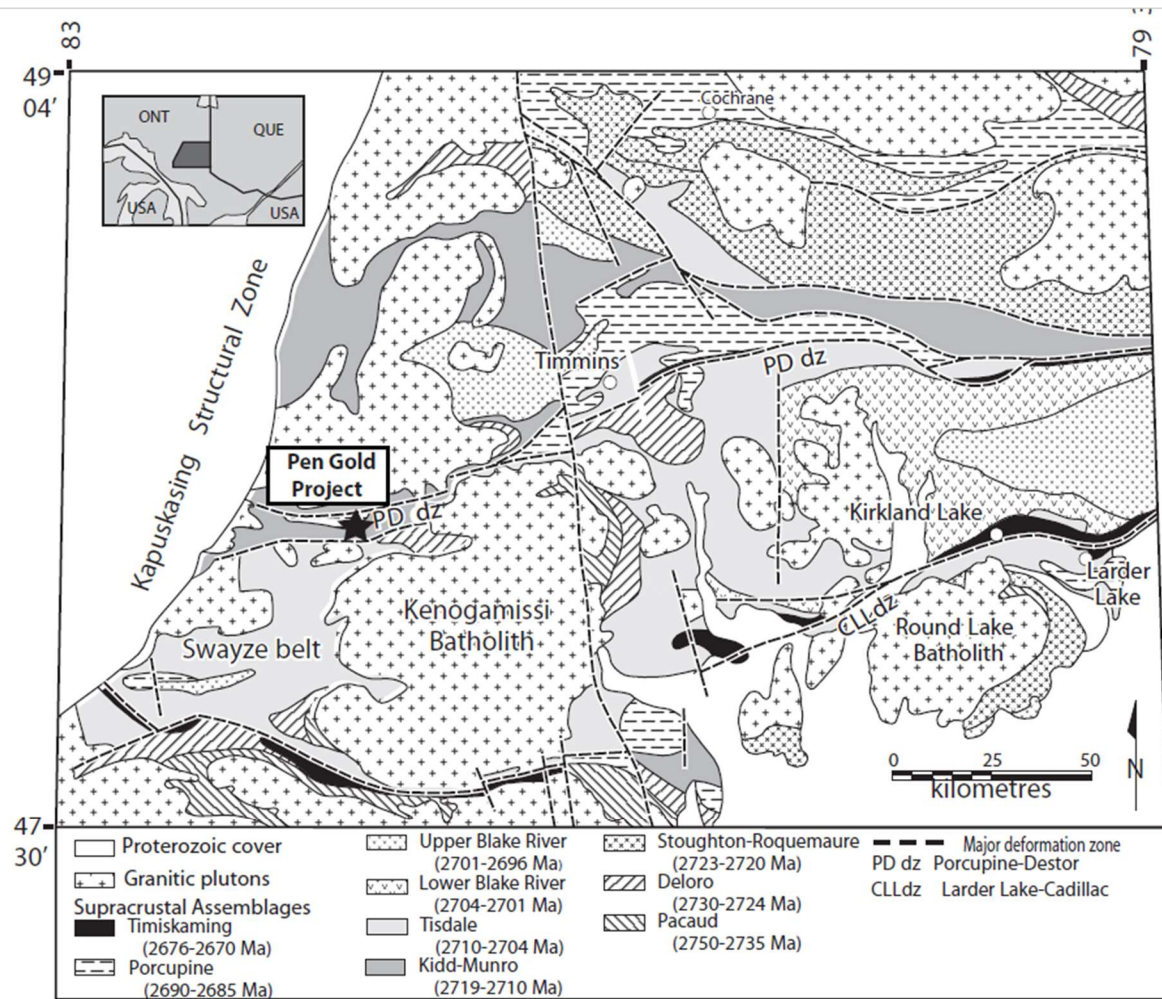 83
79
49
04'
ONT
QUE
USA
USA
Cochrane
Kapuskasing Structural Zone
Timmins
PD dz
Pen Gold
Project
PD dz
Kirkland Lake
Larder
Lake
CLLdz
Kenogamissi
Batholith
Round Lake
Batholith
Swayze belt
0 25 50
kilometres
N
47
30'
Proterozoic cover
Granitic plutons
Supracrustal Assemblages
Timiskaming
(2676-2670 Ma)
Porcupine
(2690-2685 Ma)
Upper Blake River
(2701-2696 Ma)
Lower Blake River
(2704-2701 Ma)
Tisdale
(2710-2704 Ma)
Kidd-Munro
(2719-2710 Ma)
Stoughton-Roquemaure
(2723-2720 Ma)
Deloro
(2730-2724 Ma)
Pacaud
(2750-2735 Ma)
Major deformation zone
PD dz Porcupine-Destor
CLLdz Larder Lake-Cadillac